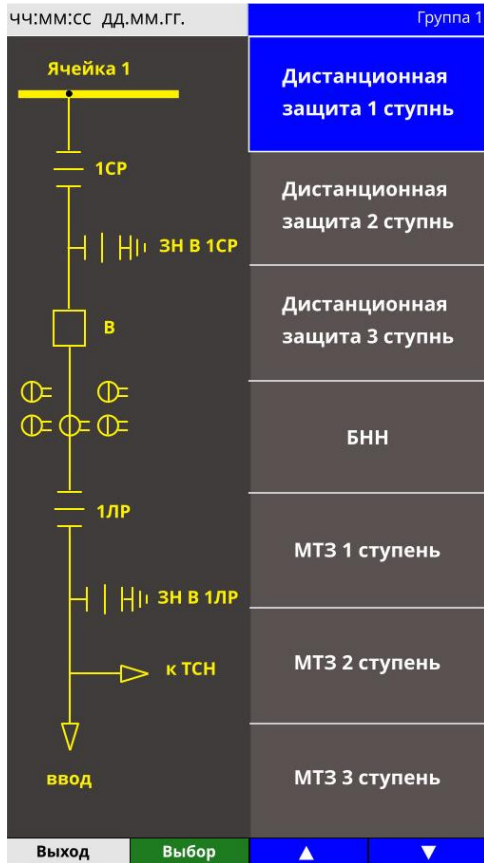 чч:мм:сс дд.мм.гг.
Группа 1
Ячейка 1
1СР
ЗН В 1СР
В
1ЛР
ЗН В 1ЛР
к ТСН
ввод
Дистанционная
защита 1 ступнь
Дистанционная
защита 2 ступнь
Дистанционная
защита 3 ступнь
БНН
МТЗ 1 ступень
МТЗ 2 ступень
МТЗ 3 ступень
Выход
Выбор